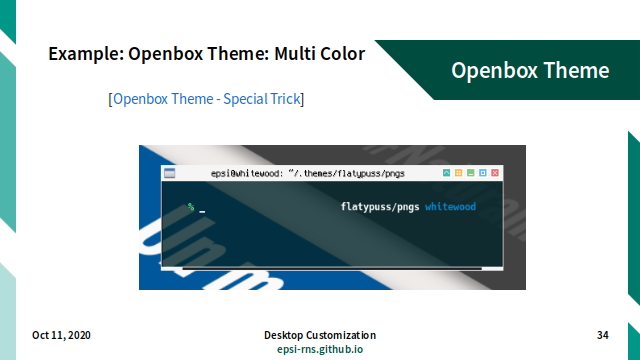 Example: Openbox Theme: Multi Color
Openbox Theme
[Openbox Theme - Special Trick]
epsi@whitewood: ~/.themes/flatypuss/pngs
% _
flatypuss/pngs whitewood
Oct 11, 2020
Desktop Customization
34
epsi-rns.github.io